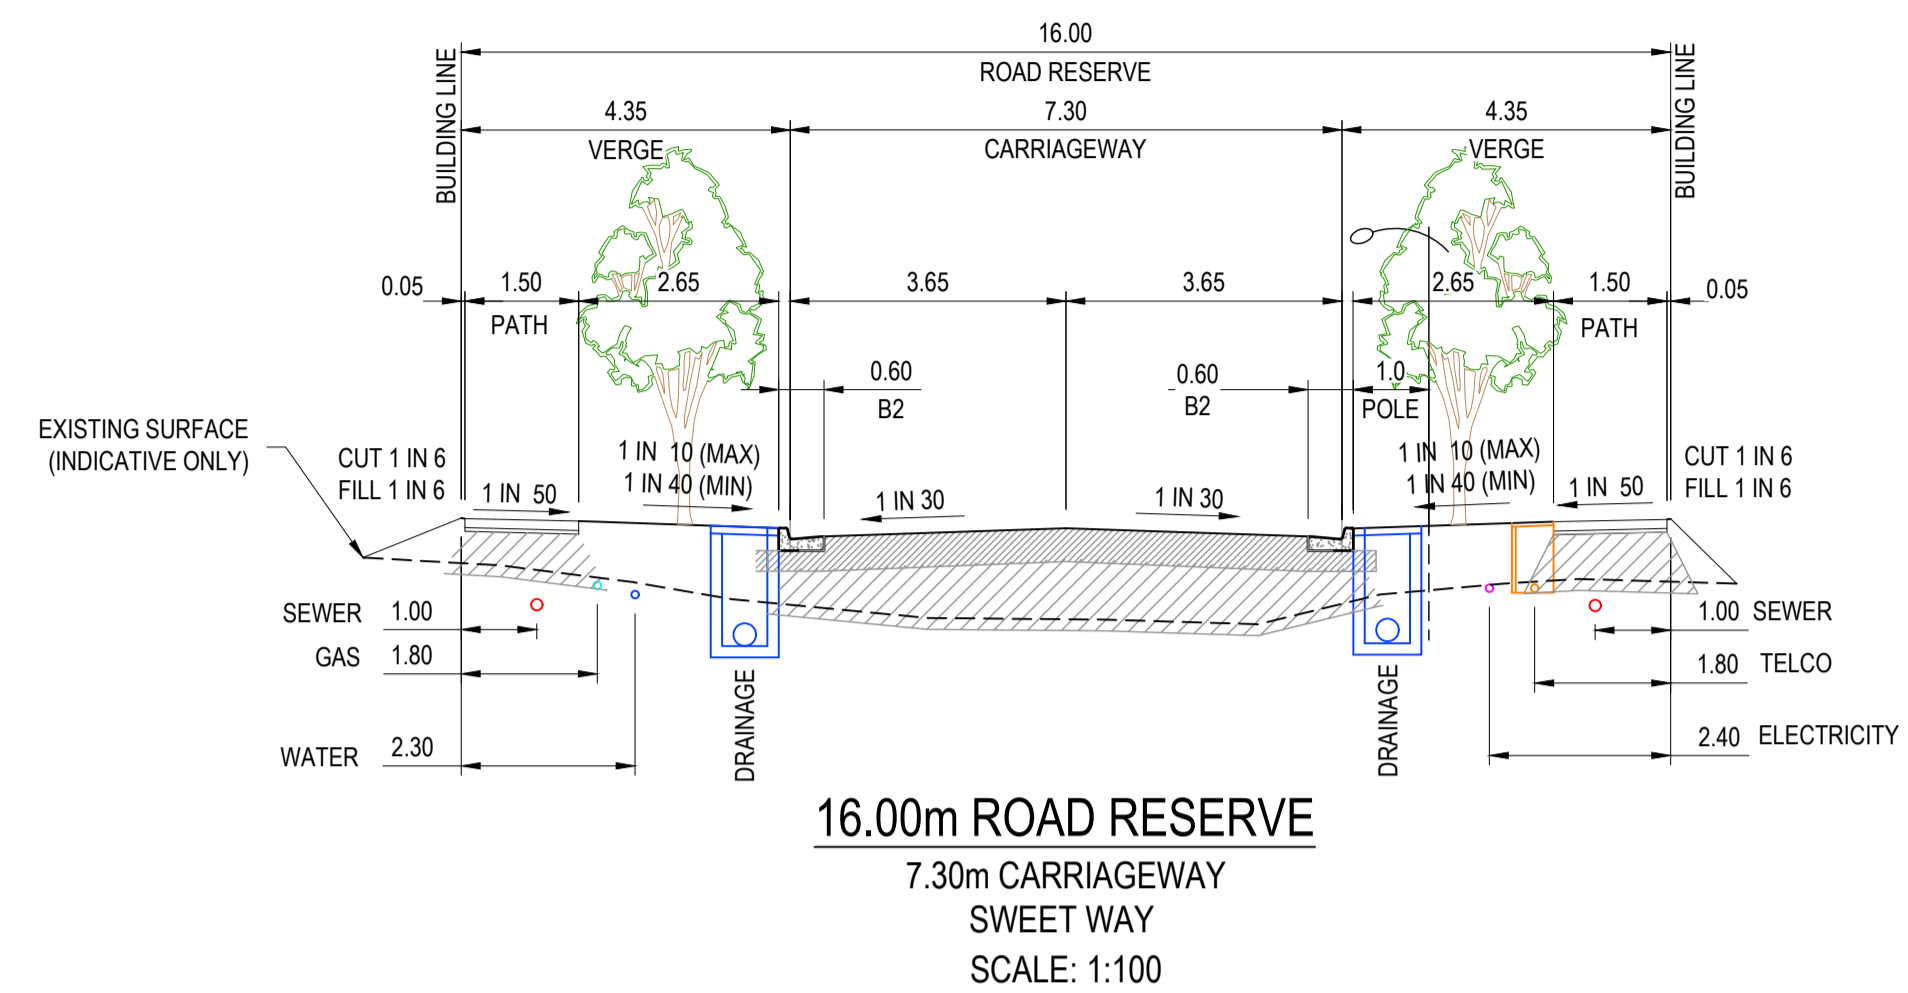 16.00
ROAD RESERVE
BUILDING LINE
BUILDING LINE
4.35
7.30
4.35
VERGE
CARRIAGEWAY
VERGE
0.05
1.50
2.65
3.65
3.65
2.65
1.50
0.05
PATH
PATH
0.60
0.60
1.0
B2
B2
POLE
EXISTING SURFACE
(INDICATIVE ONLY)
CUT 1 IN 6
FILL 1 IN 6
1 IN 10 (MAX)
1 IN 40 (MIN)
1 IN 10 (MAX)
1 IN 40 (MIN)
CUT 1 IN 6
FILL 1 IN 6
1 IN 50
1 IN 30
1 IN 30
1 IN 50
SEWER 1.00
GAS 1.80
WATER 2.30
DRAINAGE
DRAINAGE
1.00 SEWER
1.80 TELCO
2.40 ELECTRICITY
16.00m ROAD RESERVE
7.30m CARRIAGEWAY
SWEET WAY
SCALE: 1:100